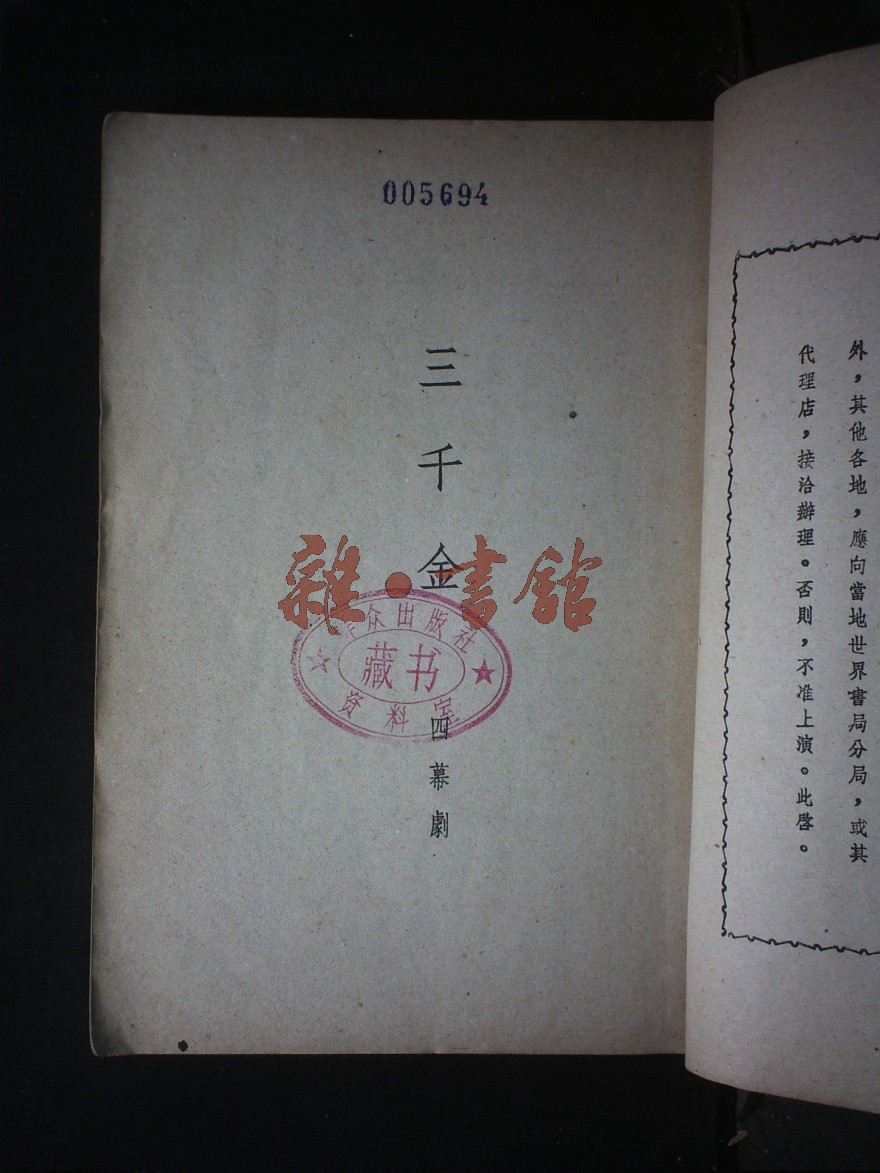 005694
三千金
雜·書館
群众出版社
藏书
资料室
四幕劇
外，其他各地，應向當地世界書局分局，或其
代理店，接洽辦理。否則，不准上演。此啓。